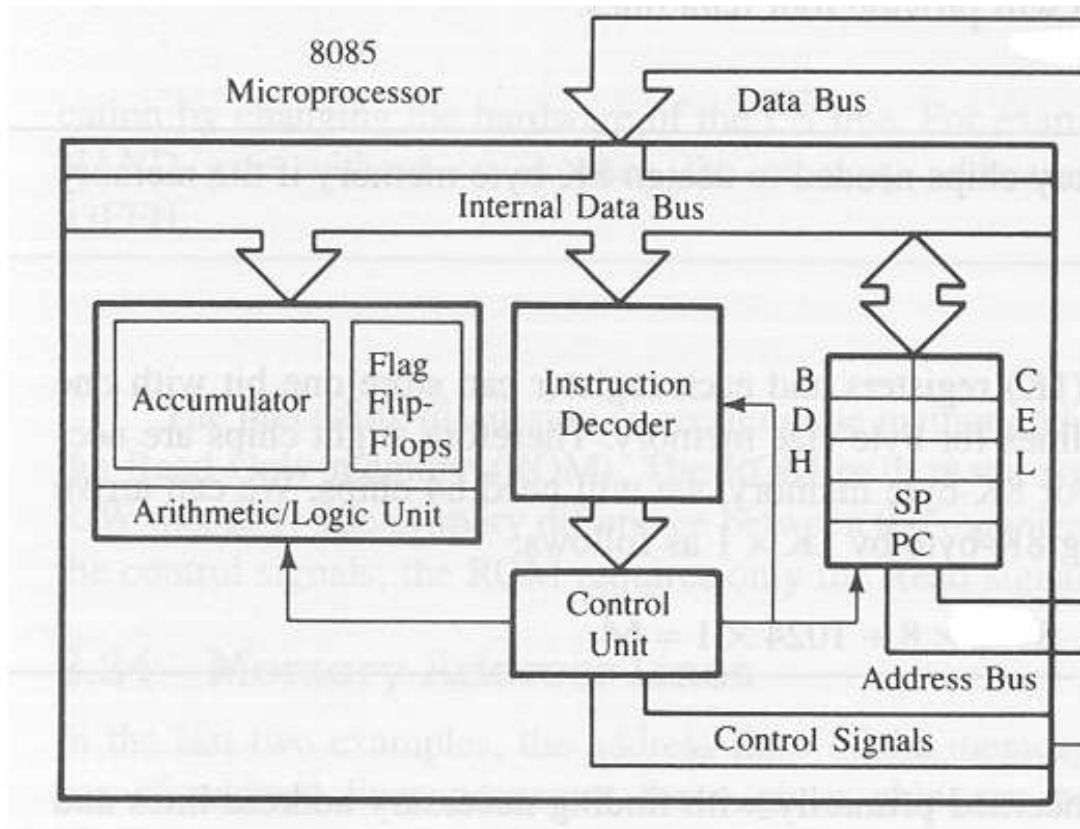 8085
Microprocessor
Data Bus
Internal Data Bus
Accumulator
Flag
Flip-
Flops
Arithmetic/Logic Unit
Instruction
Decoder
B
C
D
E
H
L
SP
PC
Control
Unit
Address Bus
Control Signals